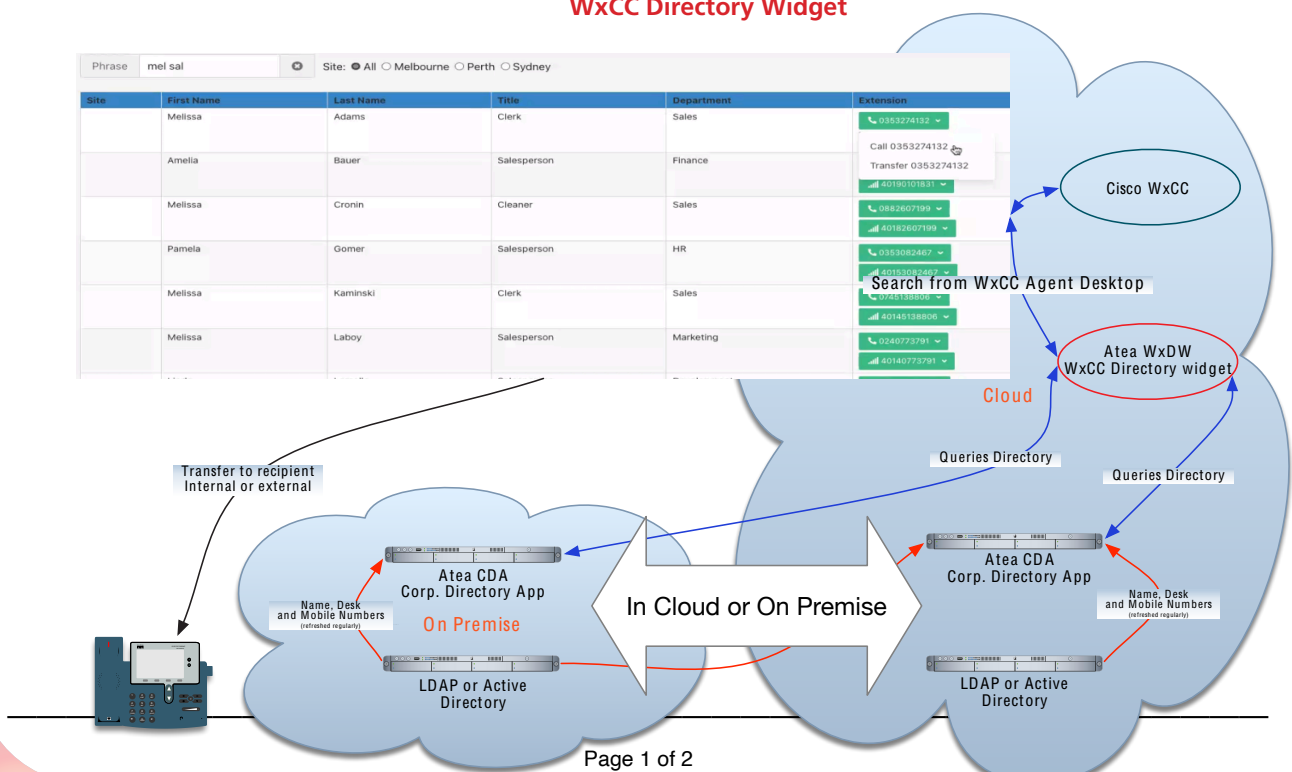 WxCC Directory Widget
Phrase mel sal Site: All Melbourne Perth Sydney
Site First Name Last Name Title Department Extension
Melissa Adams Clerk Sales 0353274132
Call 0353274132
Transfer 0353274132
Amelia Bauer Salesperson Finance
40190101831
Melissa Cronin Cleaner Sales 0882607199
40182607199
Pamela Gomer Salesperson HR 0353082467
40153082467
Melissa Kaminski Clerk Sales 0745138806
40145138806
Melissa Laboy Salesperson Marketing 0240773791
40140773791
Search from WxCC Agent Desktop
Cisco WxCC
Atea WxDW
WxCC Directory widget
Cloud
Queries Directory
Queries Directory
Transfer to recipient
Internal or external
Atea CDA
Corp. Directory App
Name, Desk
and Mobile Numbers
(refreshed regularly)
On Premise
LDAP or Active
Directory
In Cloud or On Premise
Atea CDA
Corp. Directory App
Name, Desk
and Mobile Numbers
(refreshed regularly)
LDAP or Active
Directory
Page 1 of 2